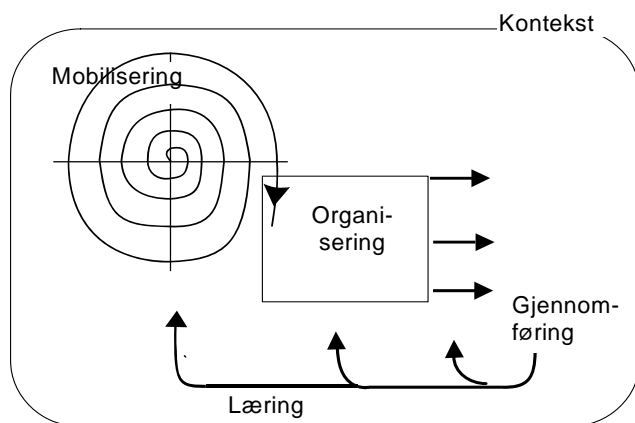 Kontekst
Mobilisering
Organi-
sering
Gjennom-
føring
Læring